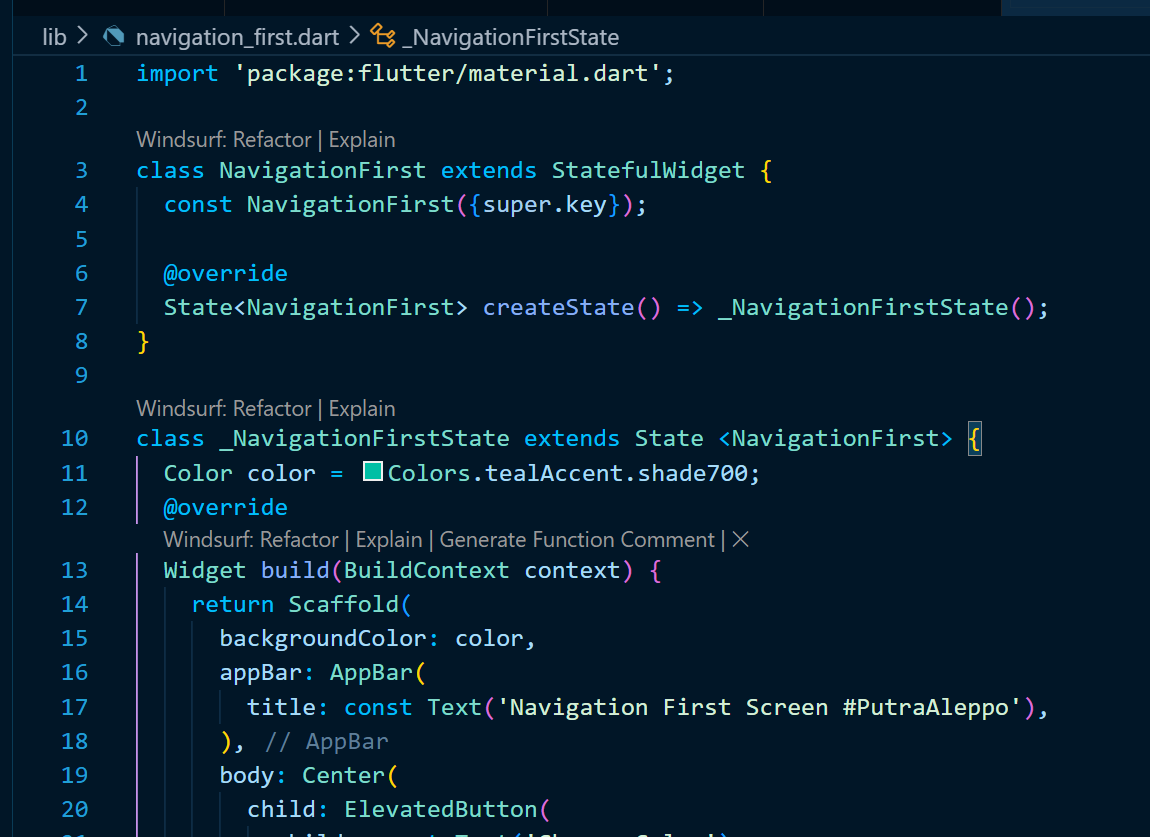 lib > navigation_first.dart > _NavigationFirstState
1 import 'package:flutter/material.dart';
2
Windsurf: Refactor | Explain
3 class NavigationFirst extends StatefulWidget {
4 const NavigationFirst({super.key});
5
6 @override
7 State<NavigationFirst> createState() => _NavigationFirstState();
8 }
9
Windsurf: Refactor | Explain
10 class _NavigationFirstState extends State <NavigationFirst> {
11 Color color = Colors.tealAccent.shade700;
12 @override
Windsurf: Refactor | Explain | Generate Function Comment | ×
13 Widget build(BuildContext context) {
14 return Scaffold(
15 backgroundColor: color,
16 appBar: AppBar(
17 title: const Text('Navigation First Screen #PutraAleppo'),
18 ), // AppBar
19 body: Center(
20 child: ElevatedButton(